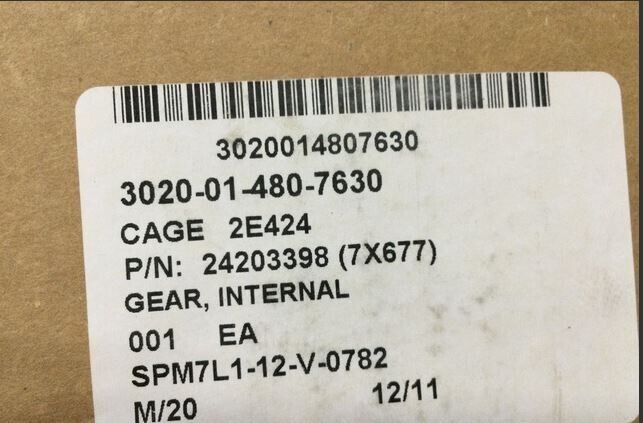 3020014807630
3020-01-480-7630
CAGE 2E424
P/N: 24203398 (7X677)
GEAR, INTERNAL
001 EA
SPM7L1-12-V-0782
M/20 12/11